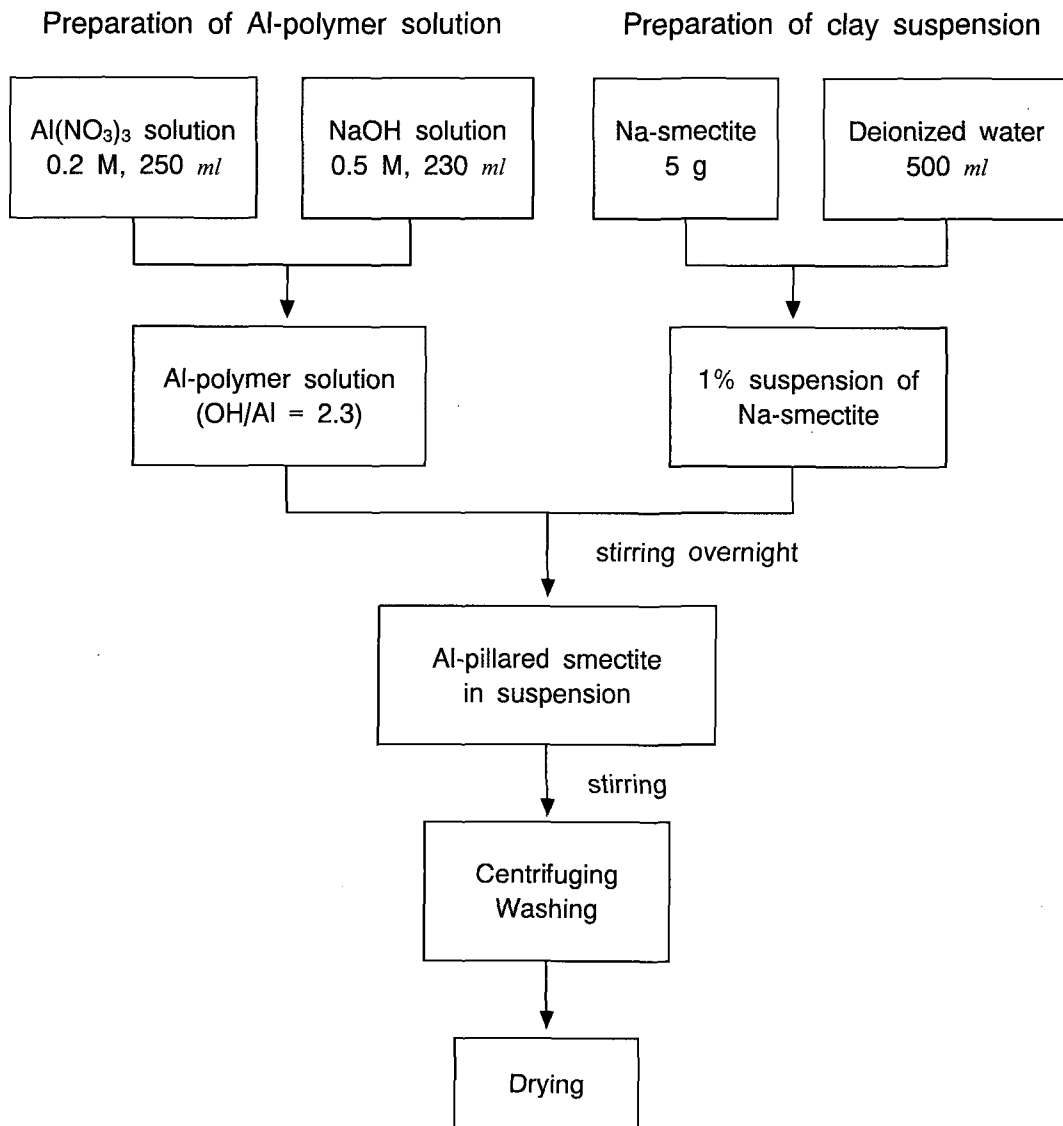 Preparation of Al-polymer solution
Preparation of clay suspension
Al(NO₃)₃ solution
0.2 M, 250 ml
NaOH solution
0.5 M, 230 ml
Na-smectite
5 g
Deionized water
500 ml
Al-polymer solution
(OH/Al = 2.3)
1% suspension of
Na-smectite
stirring overnight
Al-pillared smectite
in suspension
stirring
Centrifuging
Washing
Drying